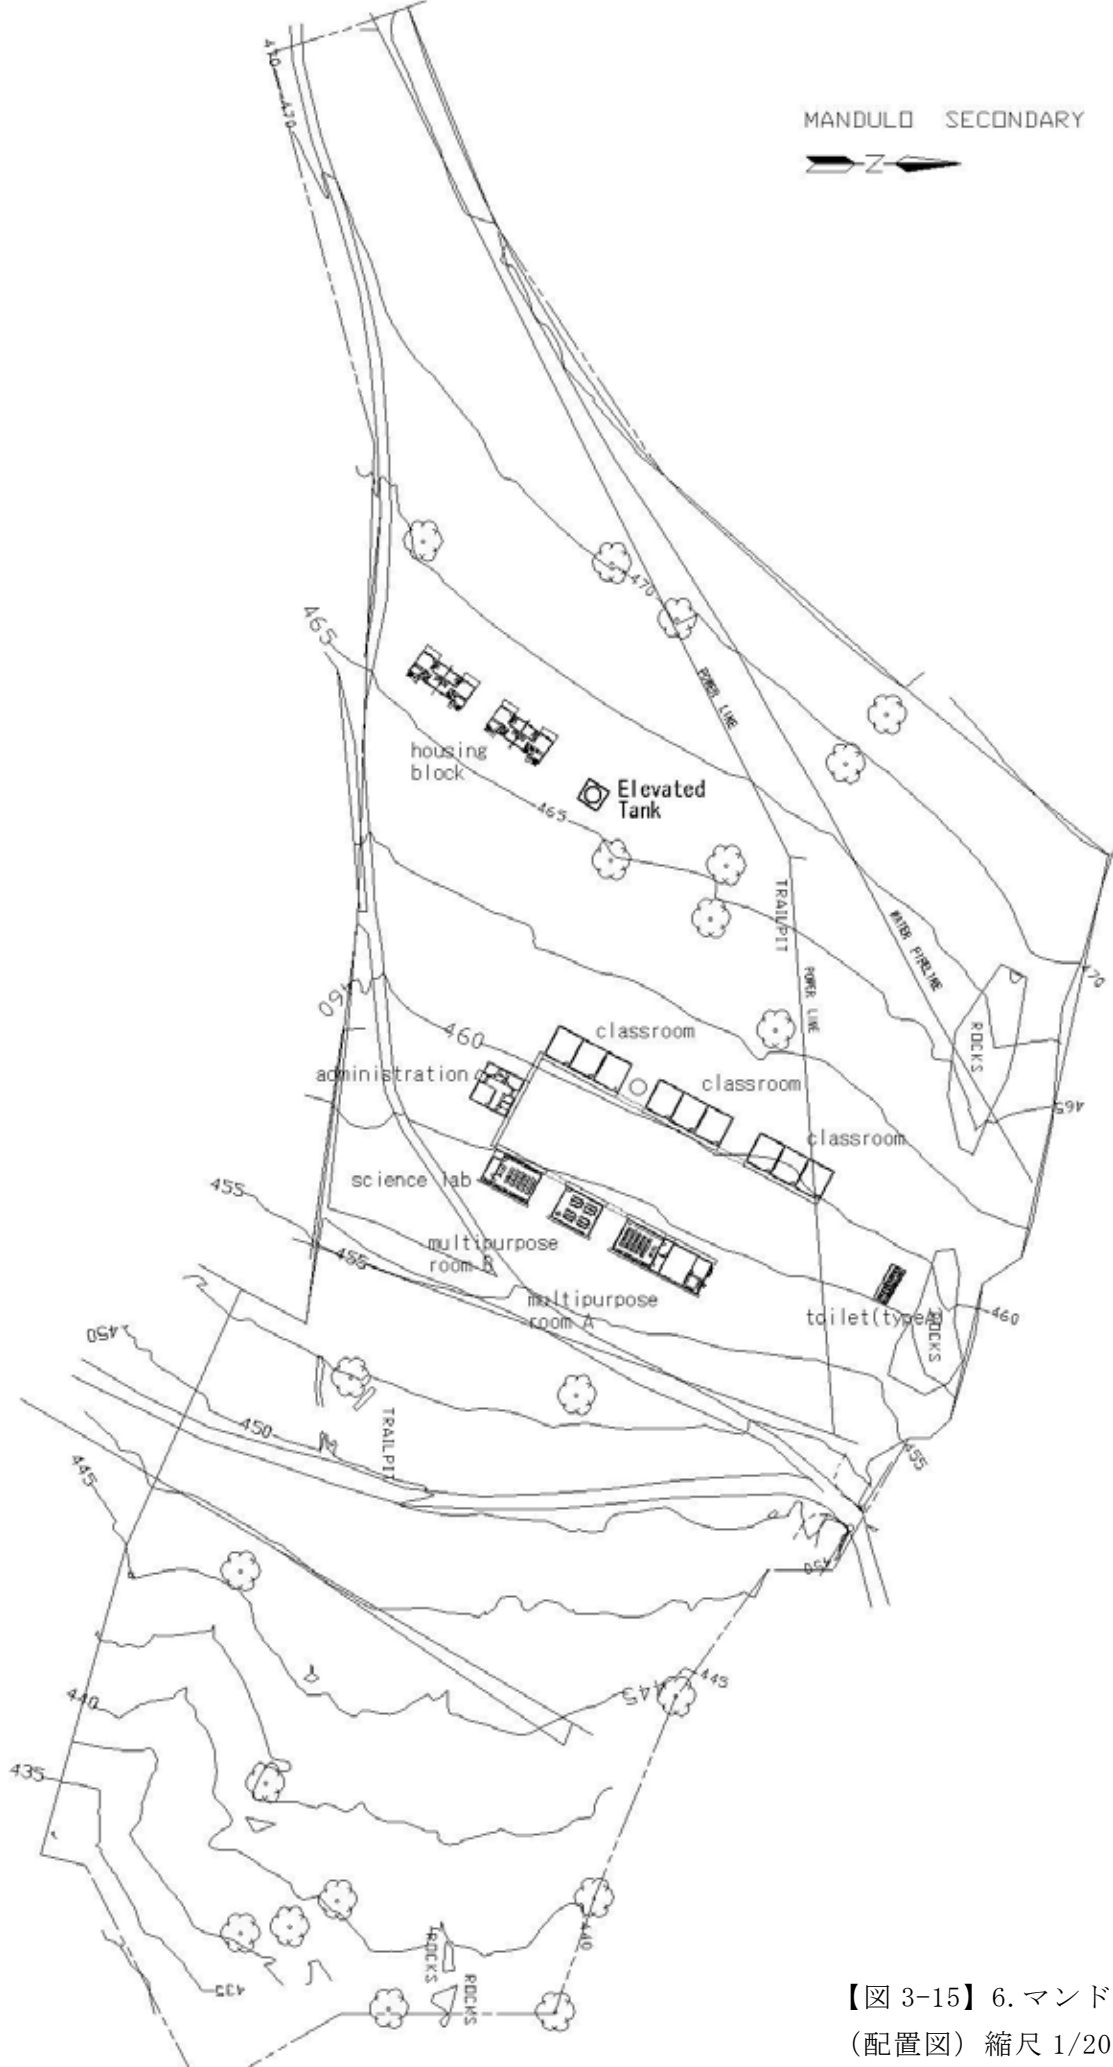 MANDULO SECONDARY
Z
470
470
465
470
POWER LINE
housing
block
Elevated
Tank
465
TRAILPIT
POWER LINE
WATER PIPELINE
470
ROCKS
460
460
classroom
administration
classroom
465
classroom
science lab
455
multipurpose
room B
455
multipurpose
room A
toilet(typeA)
ROCKS
460
450
450
TRAILPIT
455
445
450
445
445
440
435
440
ROCKS
ROCKS
435
【図 3-15】6.マンド
(配置図) 縮尺 1/20